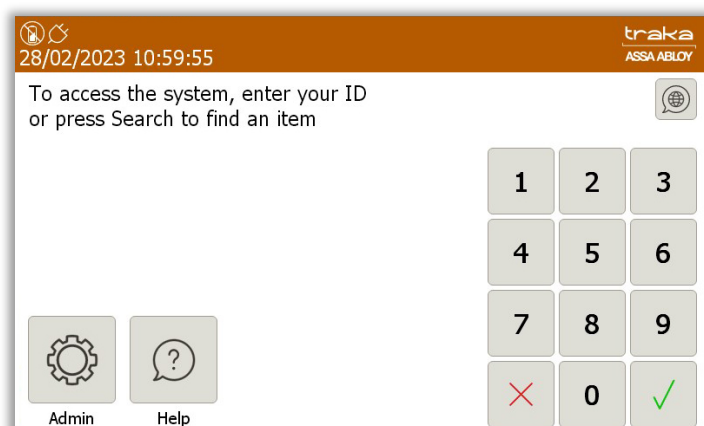 28/02/2023 10:59:55
traka
ASSA ABLOY
To access the system, enter your ID
or press Search to find an item
1 2 3
4 5 6
7 8 9
0
?
Admin Help